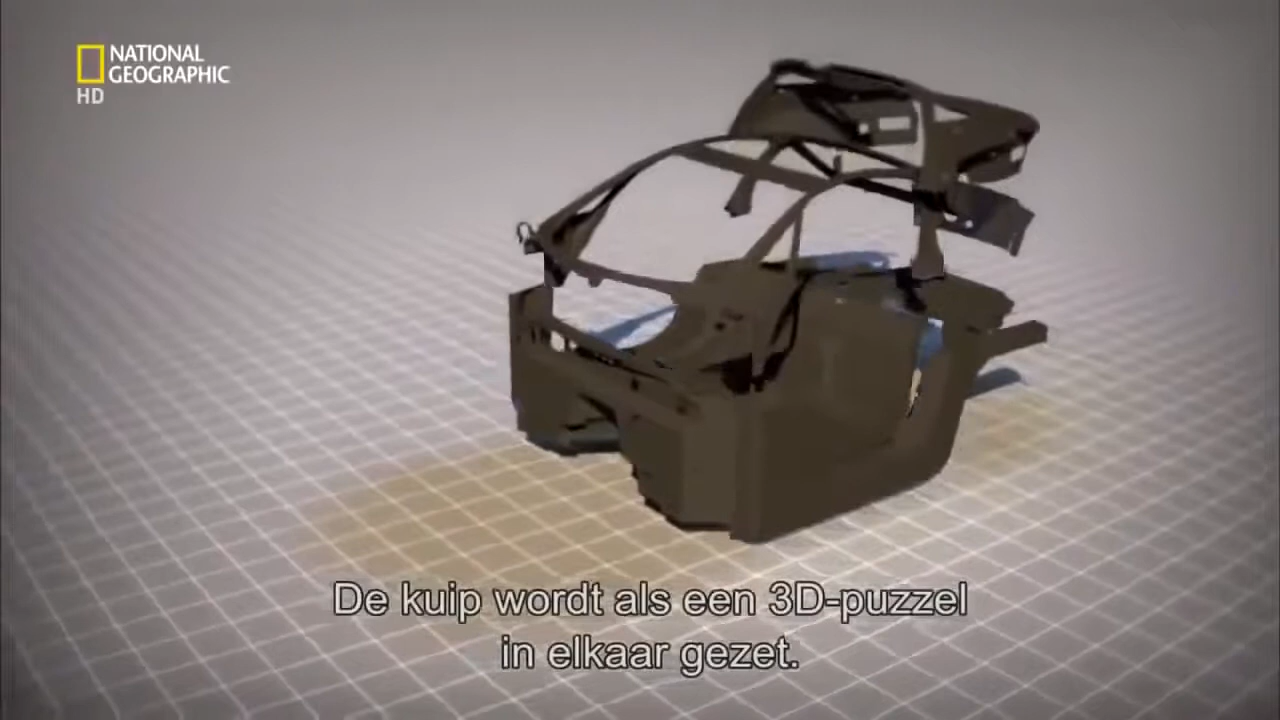 NATIONAL
GEOGRAPHIC
HD
De kuip wordt als een 3D-puzzel
in elkaar gezet.